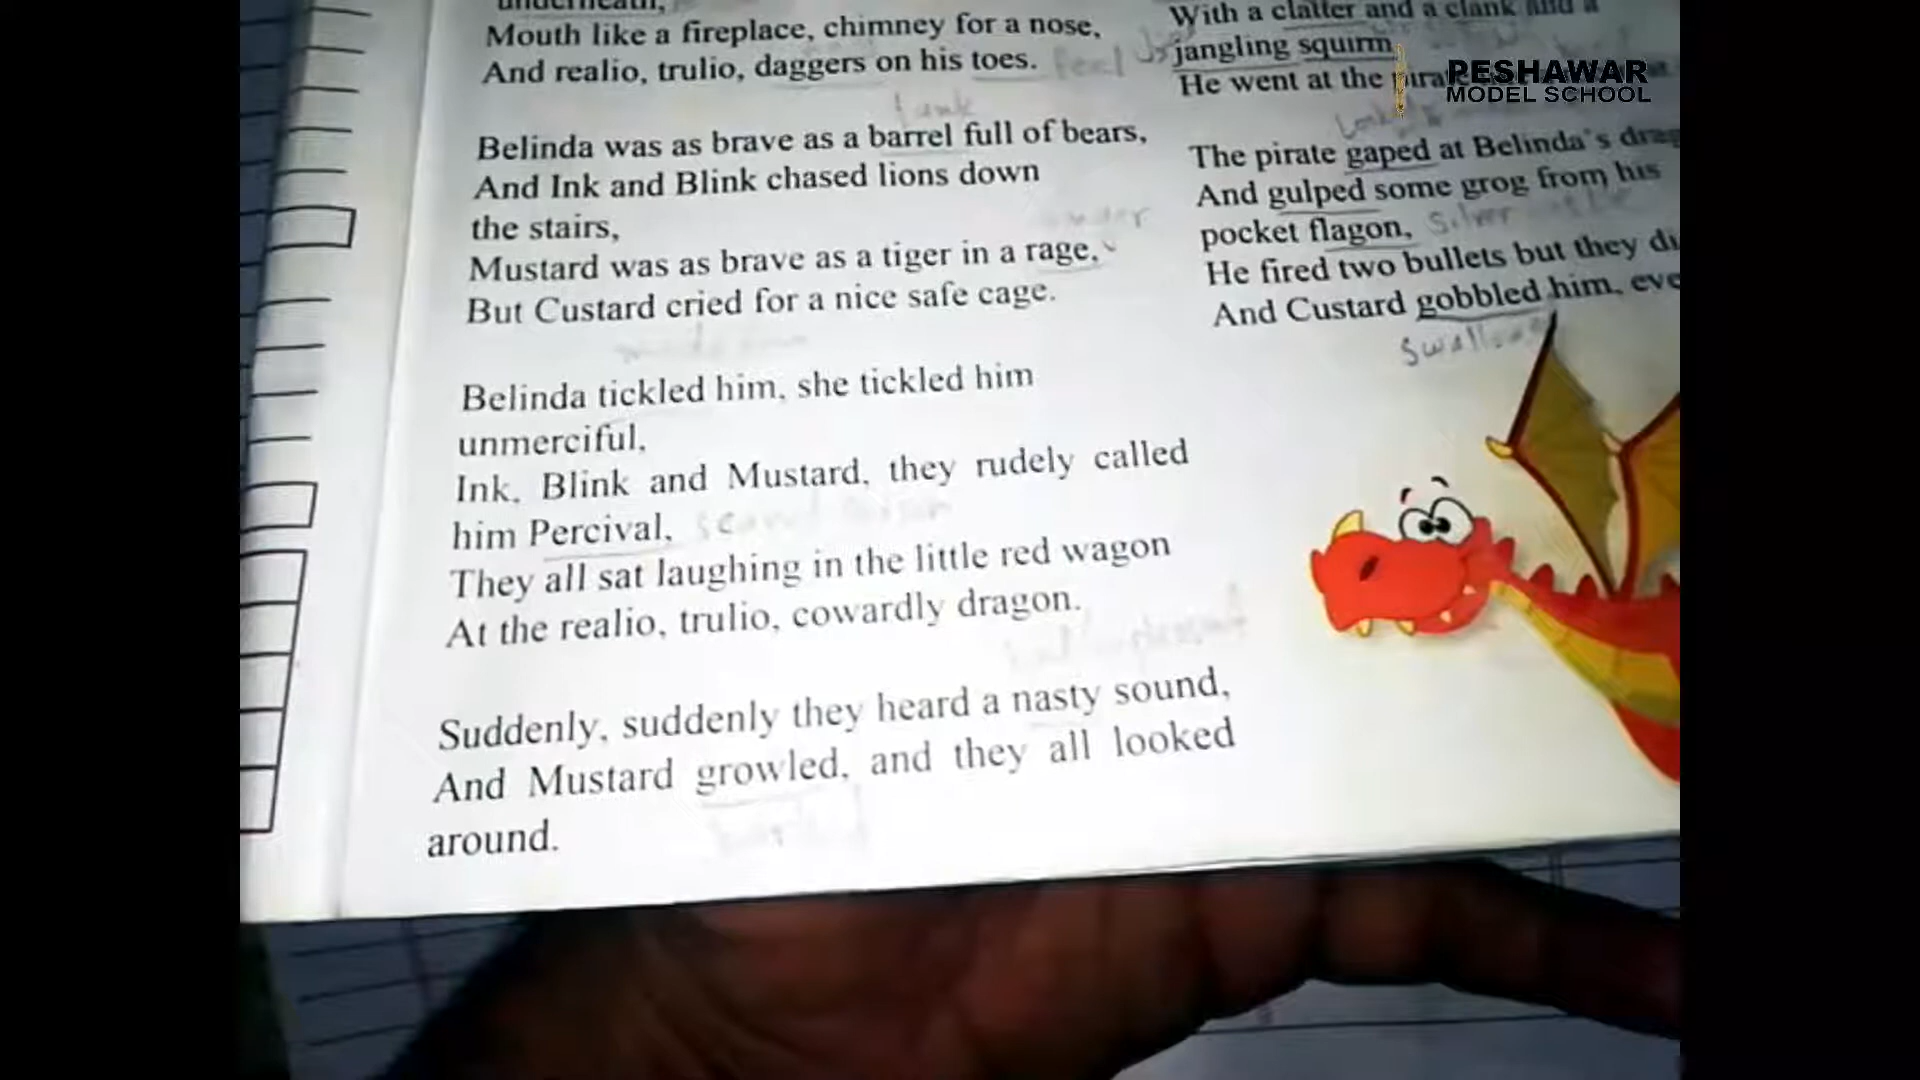 underneath,
Mouth like a fireplace, chimney for a nose,
And realio, trulio, daggers on his toes.
tank
Belinda was as brave as a barrel full of bears,
And Ink and Blink chased lions down
the stairs,
Mustard was as brave as a tiger in a rage,
But Custard cried for a nice safe cage.
Belinda tickled him, she tickled him
unmerciful,
Ink, Blink and Mustard, they rudely called
him Percival,
They all sat laughing in the little red wagon
At the realio, trulio, cowardly dragon.
Suddenly, suddenly they heard a nasty sound,
And Mustard growled, and they all looked
around.
With a clatter and a clank and a
jangling squirm
He went at the
The pirate gaped at Belinda's
And gulped some grog from his
pocket flagon,
Silver
He fired two bullets but they
And Custard gobbled him,
PESHAWAR
MODEL SCHOOL